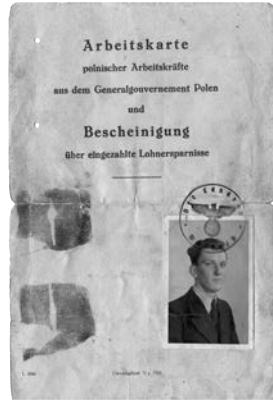 Arbeitskarte
polnischer Arbeitskräfte
aus dem Generalgouvernement Polen
und
Bescheinigung
über eingezahlte Lohnersparnisse